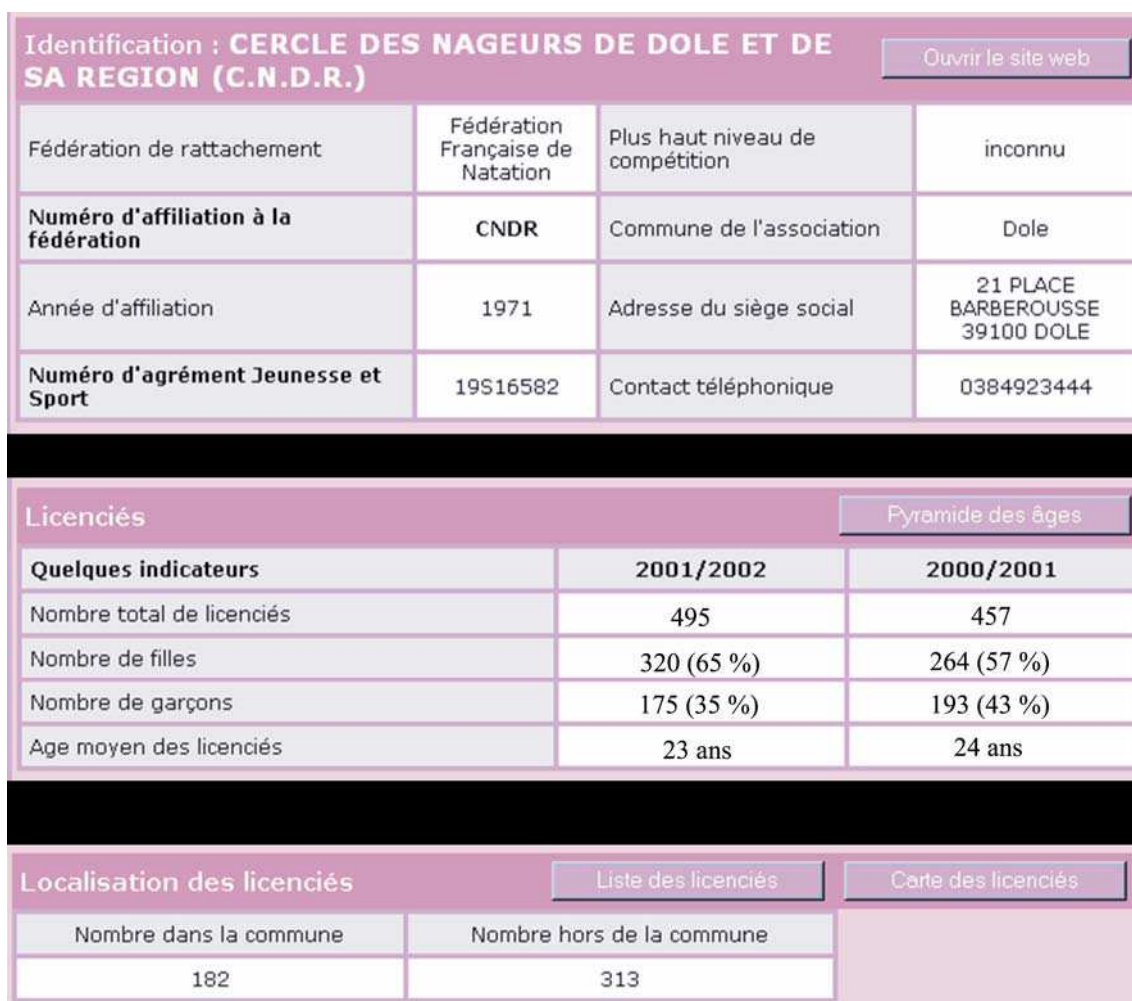 Identification : CERCLE DES NAGEURS DE DOLE ET DE
SA REGION (C.N.D.R.)
Ouvrir le site web
Fédération de rattachement
Fédération
Française de
Natation
Plus haut niveau de
compétition
inconnu
Numéro d'affiliation à la
fédération
CNDR
Commune de l'association
Dole
Année d'affiliation
1971
Adresse du siège social
21 PLACE
BARBEROUSSE
39100 DOLE
Numéro d'agrément Jeunesse et
Sport
19S16582
Contact téléphonique
0384923444
Licenciés
Pyramide des âges
Quelques indicateurs 2001/2002 2000/2001
Nombre total de licenciés 495 457
Nombre de filles 320 (65 %) 264 (57 %)
Nombre de garçons 175 (35 %) 193 (43 %)
Age moyen des licenciés 23 ans 24 ans
Localisation des licenciés
Liste des licenciés
Carte des licenciés
Nombre dans la commune Nombre hors de la commune
182 313